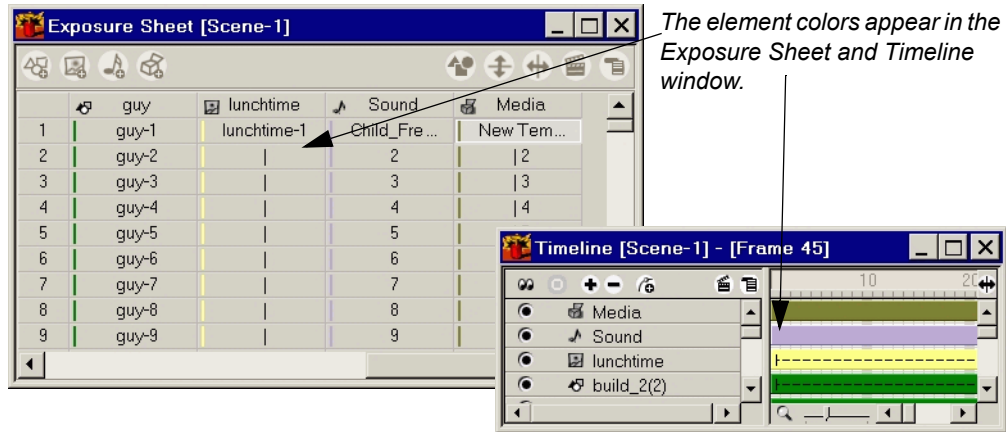 Exposure Sheet [Scene-1]
The element colors appear in the
Exposure Sheet and Timeline
window.
guy lunchtime Sound Media
1 guy-1 lunchtime-1 Child_Fre... New Tem...
2 guy-2 | 2 | 2
3 guy-3 | 3 | 3
4 guy-4 | 4 | 4
5 guy-5 | 5
6 guy-6 | 6
7 guy-7 | 7
8 guy-8 | 8
9 guy-9 | 9
Timeline [Scene-1] - [Frame 45]
10 20
Media
Sound
lunchtime
build_2(2)